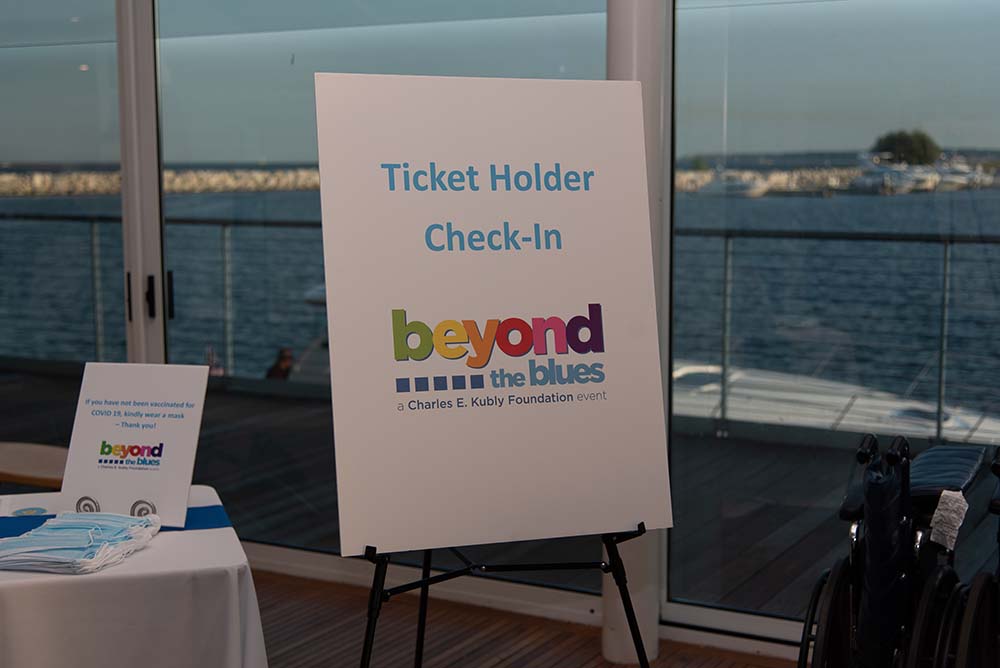 Ticket Holder
Check-In
beyond
the blues
a Charles E. Kubly Foundation event
If you have not been vaccinated for
COVID 19, kindly wear a mask
– Thank you!
beyond
the blues
a Charles E. Kubly Foundation event